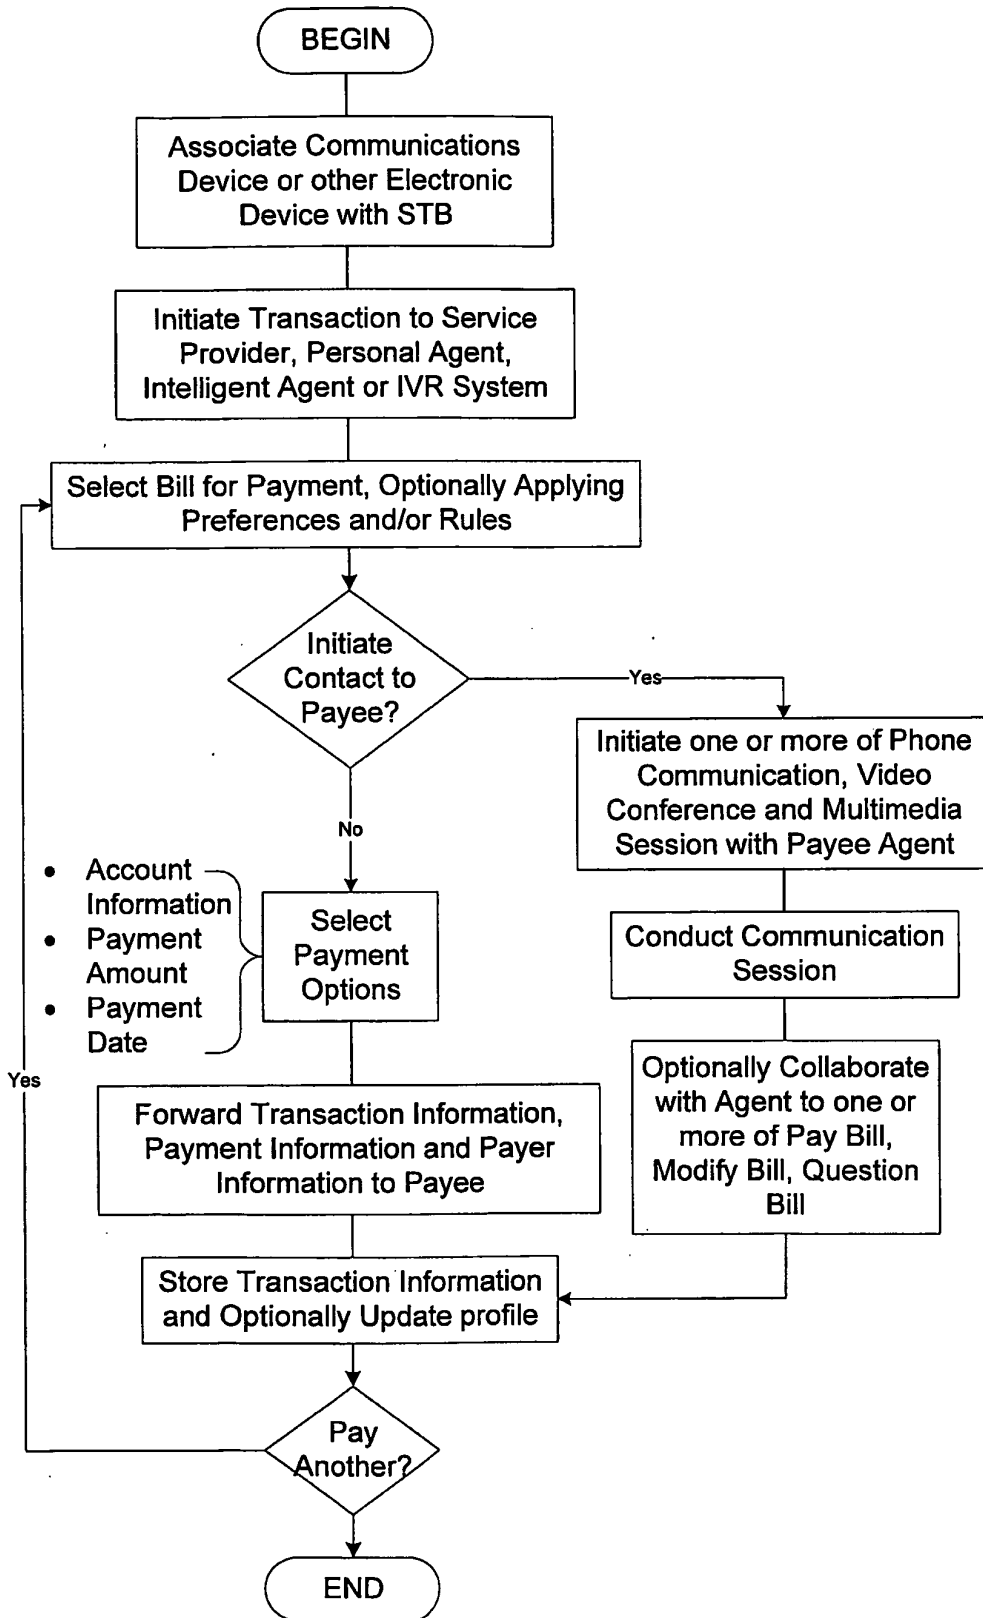 BEGIN
Associate Communications
Device or other Electronic
Device with STB
Initiate Transaction to Service
Provider, Personal Agent,
Intelligent Agent or IVR System
Select Bill for Payment, Optionally Applying
Preferences and/or Rules
Initiate
Contact to
Payee?
Yes
Initiate one or more of Phone
Communication, Video
Conference and Multimedia
Session with Payee Agent
Conduct Communication
Session
Optionally Collaborate
with Agent to one or
more of Pay Bill,
Modify Bill, Question
Bill
No
• Account
Information
• Payment
Amount
• Payment
Date
Select
Payment
Options
Forward Transaction Information,
Payment Information and Payer
Information to Payee
Store Transaction Information
and Optionally Update profile
Pay
Another?
Yes
END